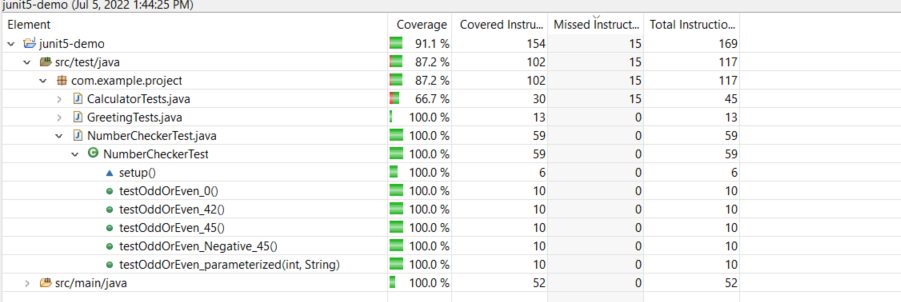 junit5-demo (Jul 5, 2022 1:44:25 PM)
Element Coverage Covered Instru... Missed Instruct... Total Instructio...
junit5-demo 91.1 % 154 15 169
src/test/java 87.2 % 102 15 117
com.example.project 87.2 % 102 15 117
CalculatorTests.java 66.7 % 30 15 45
GreetingTests.java 100.0 % 13 0 13
NumberCheckerTest.java 100.0 % 59 0 59
NumberCheckerTest 100.0 % 59 0 59
setup() 100.0 % 6 0 6
testOddOrEven_0() 100.0 % 10 0 10
testOddOrEven_42() 100.0 % 10 0 10
testOddOrEven_45() 100.0 % 10 0 10
testOddOrEven_Negative_45() 100.0 % 10 0 10
testOddOrEven_parameterized(int, String) 100.0 % 10 0 10
src/main/java 100.0 % 52 0 52